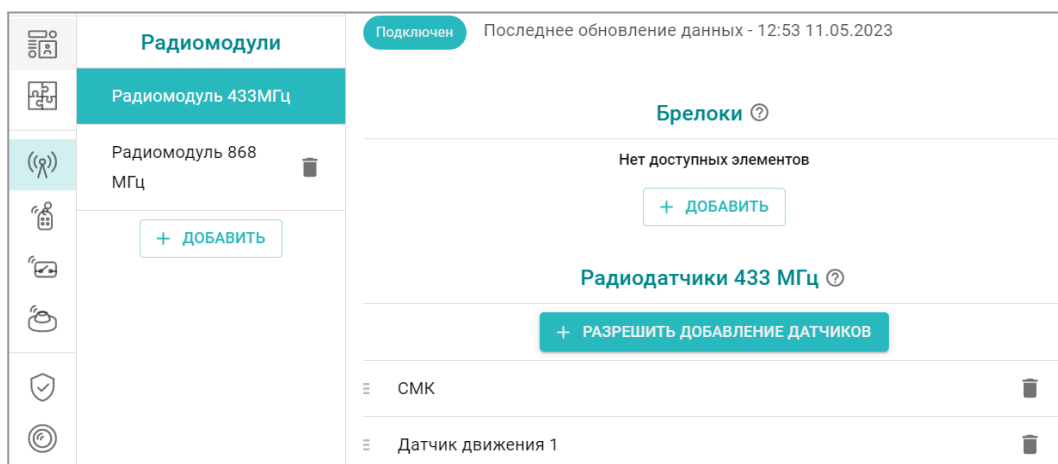 Радиомодули
Радиомодуль 433МГц
Радиомодуль 868
МГц
+ ДОБАВИТЬ
Подключен
Последнее обновление данных - 12:53 11.05.2023
Брелоки
Нет доступных элементов
+ ДОБАВИТЬ
Радиодатчики 433 МГц
+ РАЗРЕШИТЬ ДОБАВЛЕНИЕ ДАТЧИКОВ
СМК
Датчик движения 1